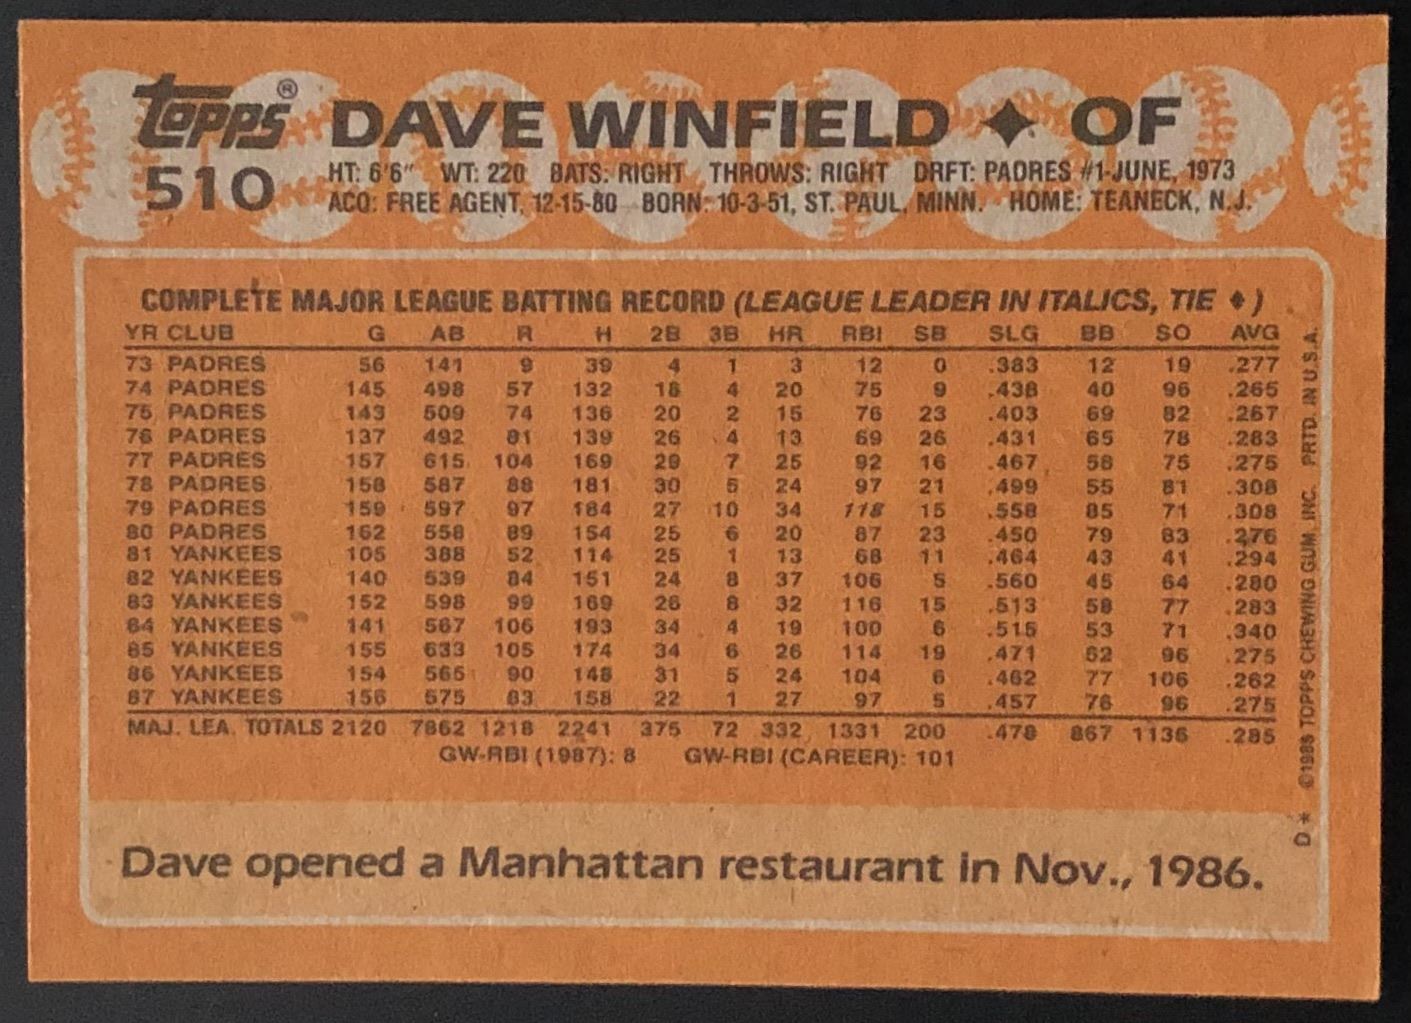 topps® DAVE WINFIELD ✦ OF
510 HT: 6'6" WT: 220 BATS: RIGHT THROWS: RIGHT DRFT: PADRES #1-JUNE, 1973
ACQ: FREE AGENT, 12-15-80 BORN: 10-3-51, ST. PAUL, MINN. HOME: TEANECK, N.J.
COMPLETE MAJOR LEAGUE BATTING RECORD (LEAGUE LEADER IN ITALICS, TIE ♦)
YR CLUB G AB R H 2B 3B HR RBI SB SLG BB SO AVG
73 PADRES 56 141 9 39 4 1 3 12 0 .383 12 19 .277
74 PADRES 145 498 57 132 18 4 20 75 9 .438 40 96 .265
75 PADRES 143 509 74 136 20 2 15 76 23 .403 69 82 .267
76 PADRES 137 492 81 139 26 4 13 69 26 .431 65 78 .283
77 PADRES 157 615 104 169 29 7 25 92 16 .467 58 75 .275
78 PADRES 158 587 88 181 30 5 24 97 21 .499 55 81 .308
79 PADRES 159 597 97 184 27 10 34 118 15 .558 85 71 .308
80 PADRES 162 558 89 154 25 6 20 87 23 .450 79 83 .276
81 YANKEES 105 388 52 114 25 1 13 68 11 .464 43 41 .294
82 YANKEES 140 539 84 151 24 8 37 106 5 .560 45 64 .280
83 YANKEES 152 598 99 169 26 8 32 116 15 .513 58 77 .283
84 YANKEES 141 567 106 193 34 4 19 100 6 .515 53 71 .340
85 YANKEES 155 633 105 174 34 6 26 114 19 .471 52 96 .275
86 YANKEES 154 565 90 148 31 5 24 104 6 .462 77 106 .262
87 YANKEES 156 575 83 158 22 1 27 97 5 .457 76 96 .275
MAJ. LEA. TOTALS 2120 7862 1218 2241 375 72 332 1331 200 .478 867 1136 .285
GW-RBI (1987): 8 GW-RBI (CAREER): 101
Dave opened a Manhattan restaurant in Nov., 1986.
D* ©1988 TOPPS CHEWING GUM, INC. PRTD. IN U.S.A.